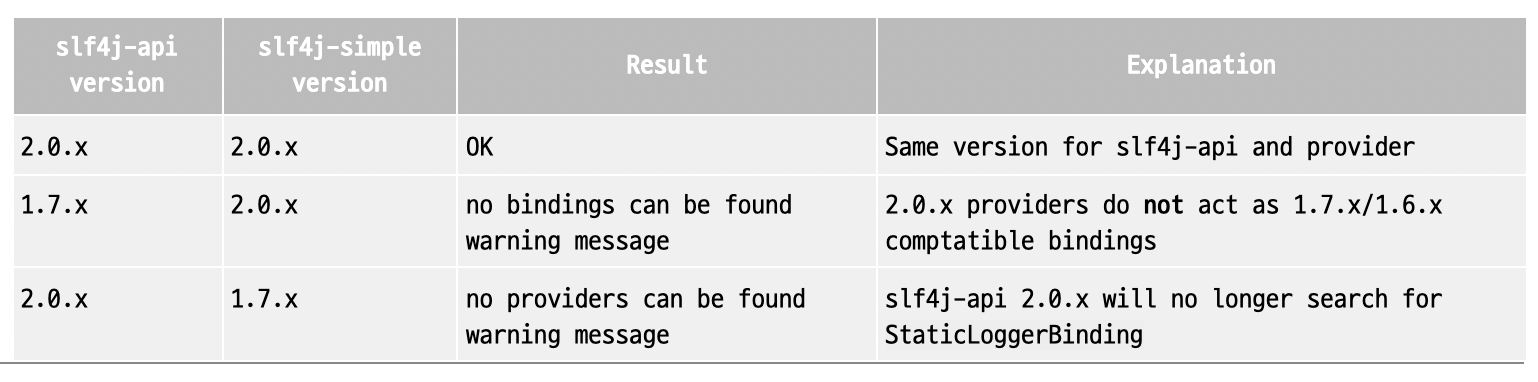 slf4j-api version
slf4j-simple version
Result
Explanation
2.0.x
2.0.x
OK
Same version for slf4j-api and provider
1.7.x
2.0.x
no bindings can be found
warning message
2.0.x providers do not act as 1.7.x/1.6.x
comptatible bindings
2.0.x
1.7.x
no providers can be found
warning message
slf4j-api 2.0.x will no longer search for
StaticLoggerBinding